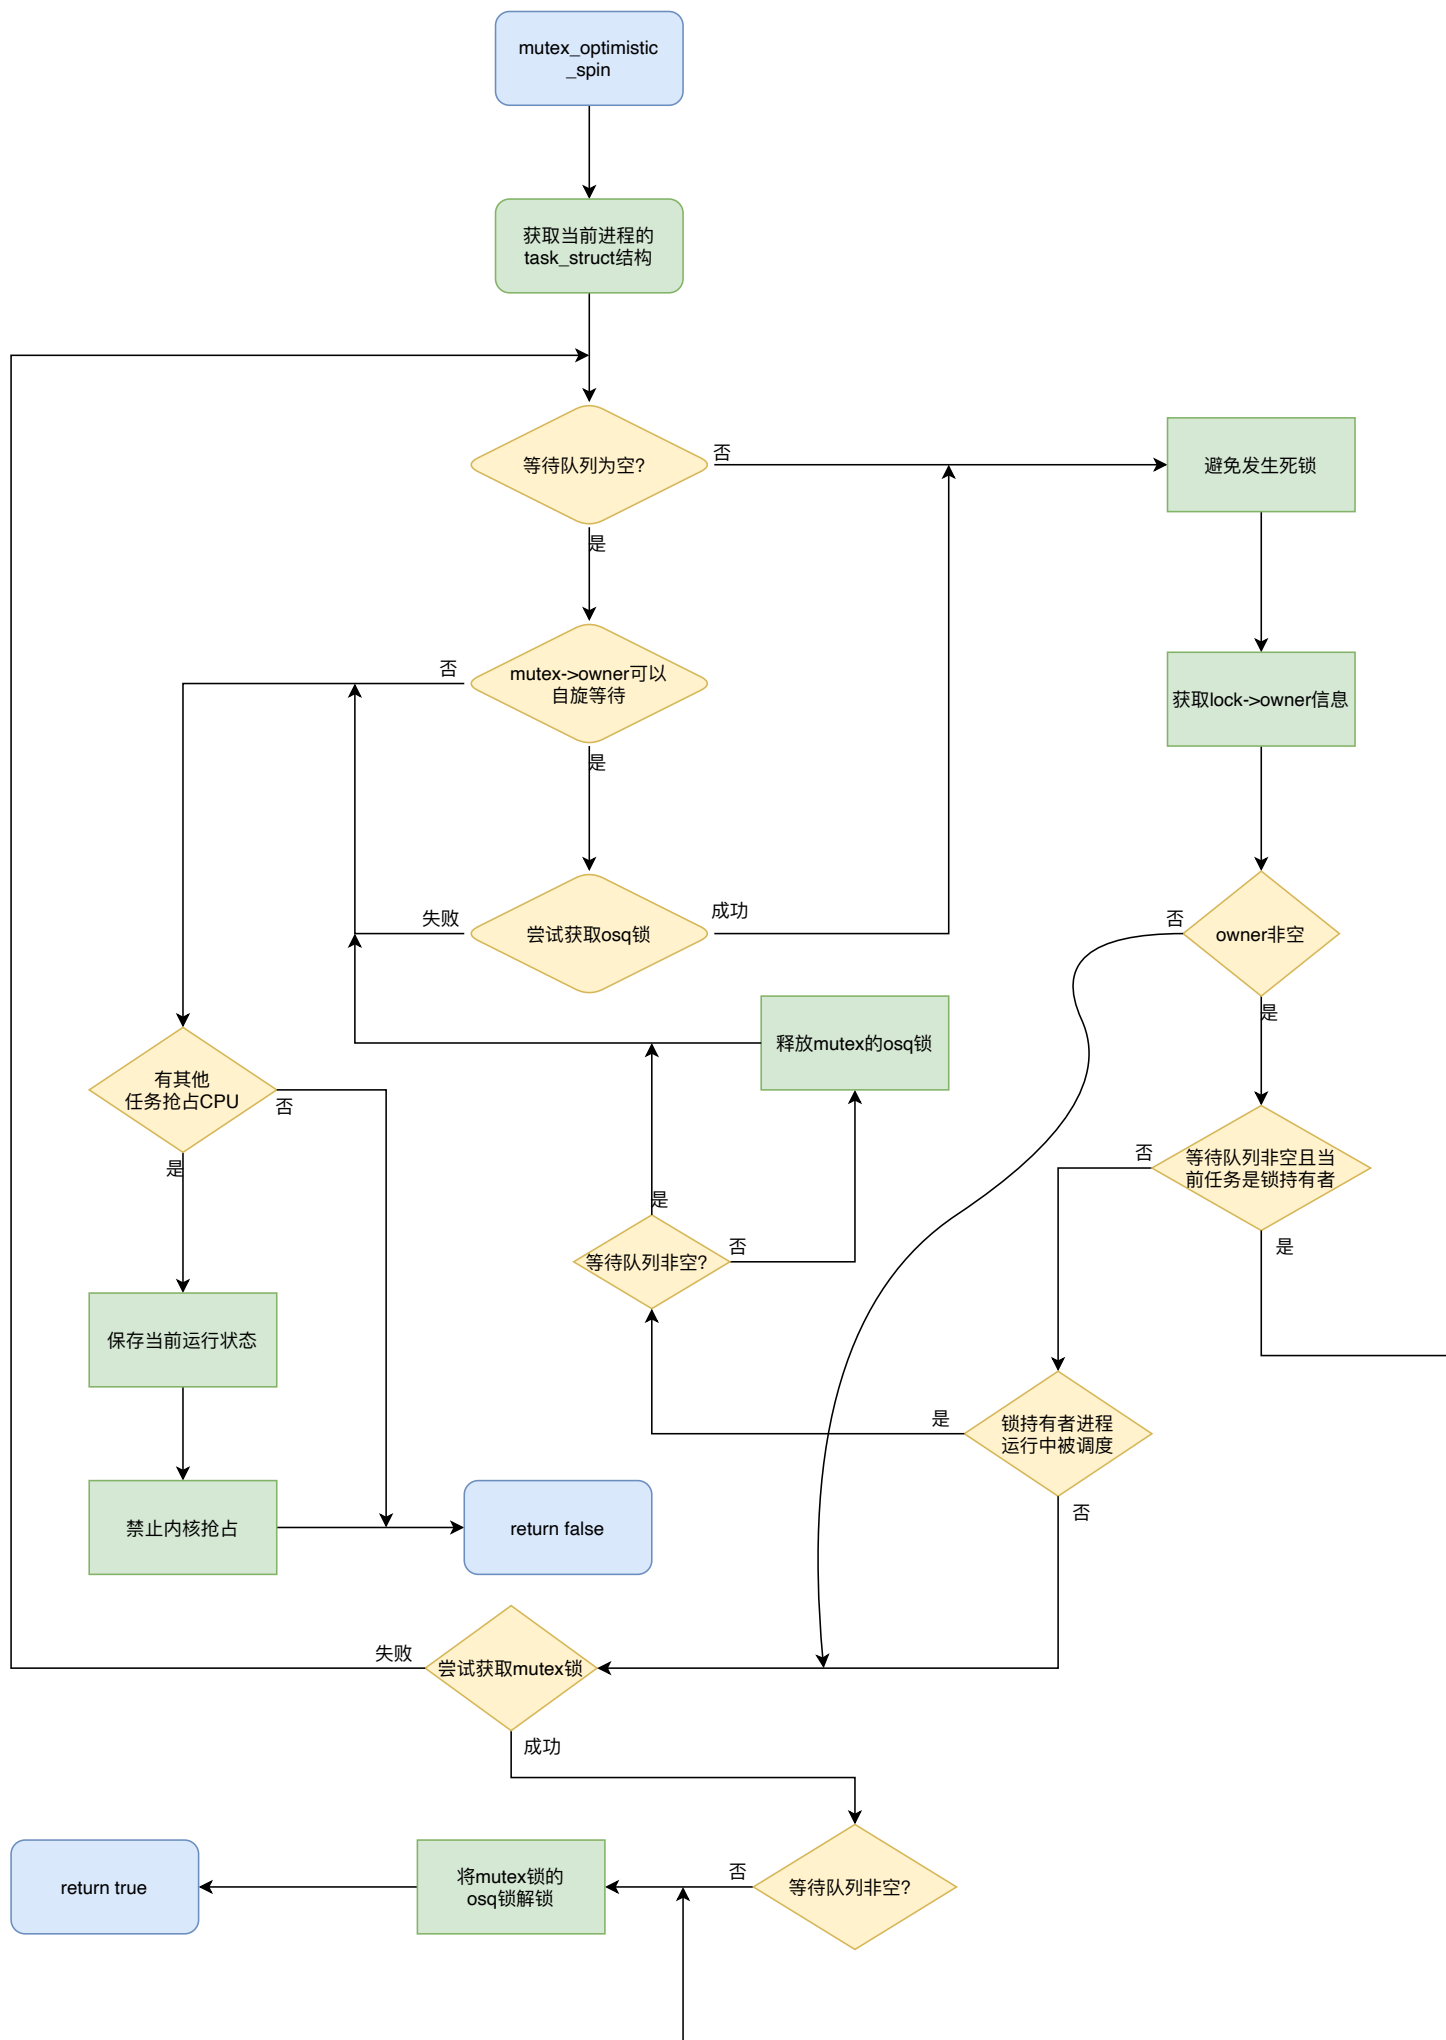 mutex_optimistic
_spin
获取当前进程的
task_struct结构
等待队列为空?
否
避免发生死锁
是
mutex->owner可以
自旋等待
否
获取lock->owner信息
是
尝试获取osq锁
失败
成功
owner非空
否
是
释放mutex的osq锁
有其他
任务抢占CPU
否
是
等待队列非空且当
前任务是锁持有者
否
是
等待队列非空?
是
否
保存当前运行状态
锁持有者进程
运行中被调度
是
否
禁止内核抢占
return false
尝试获取mutex锁
失败
成功
return true
将mutex锁的
osq锁解锁
否
等待队列非空?